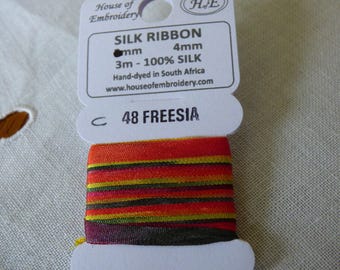 House of
Embroidery
H.E
SILK RIBBON
mm 4mm
3m - 100% SILK
Hand-dyed in South Africa
www.houseofembroidery.com
C 48 FREESIA